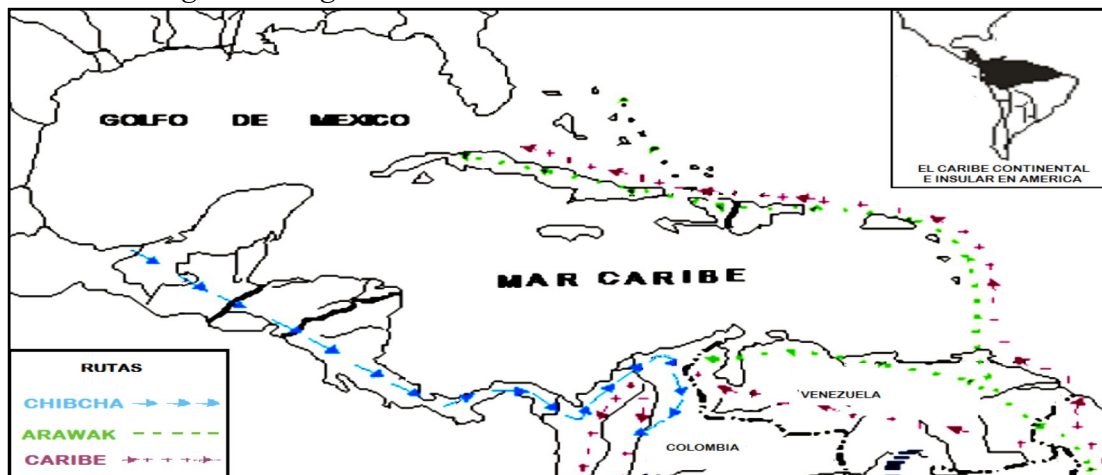 GOLFO DE MEXICO
EL CARIBE CONTINENTAL
E INSULAR EN AMERICA
MAR CARIBE
RUTAS
CHIBCHA
ARAWAK
CARIBE
VENEZUELA
COLOMBIA